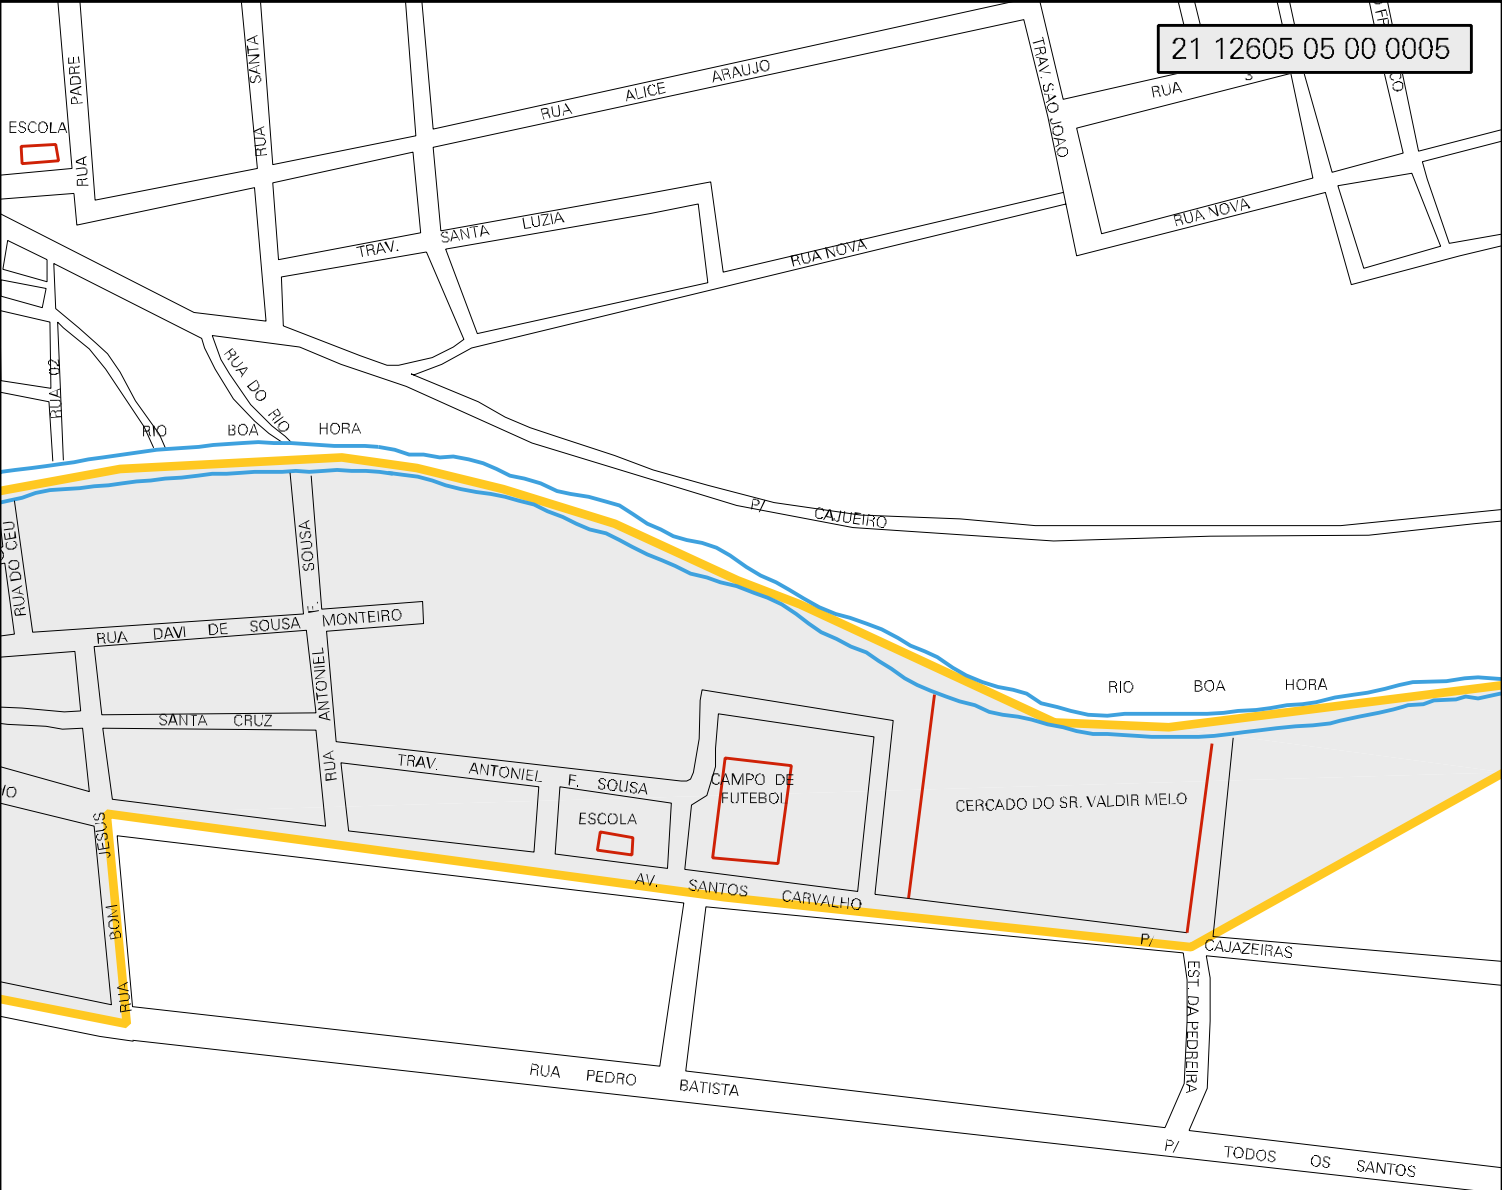 21 12605 05 00 0005
RUA PADRE
RUA SANTA
ESCOLA
RUA ALICE ARAUJO
TRAV. SAO JOAO
RUA
RUA NOVA
TRAV. SANTA LUZIA
RUA NOVA
RUA 02
RUA DO RIO
RIO BOA HORA
P/ CAJUEIRO
RUA DO CEU
RUA ANTONIEL F. SOUSA
RUA DAVI DE SOUSA MONTEIRO
SANTA CRUZ
RIO BOA HORA
TRAV. ANTONIEL F. SOUSA
CAMPO DE
FUTEBOL
CERCADO DO SR. VALDIR MELO
ESCOLA
AV. SANTOS CARVALHO
P/ CAJAZEIRAS
RUA BOM JESUS
EST. DA PEDREIRA
RUA PEDRO BATISTA
P/ TODOS OS SANTOS